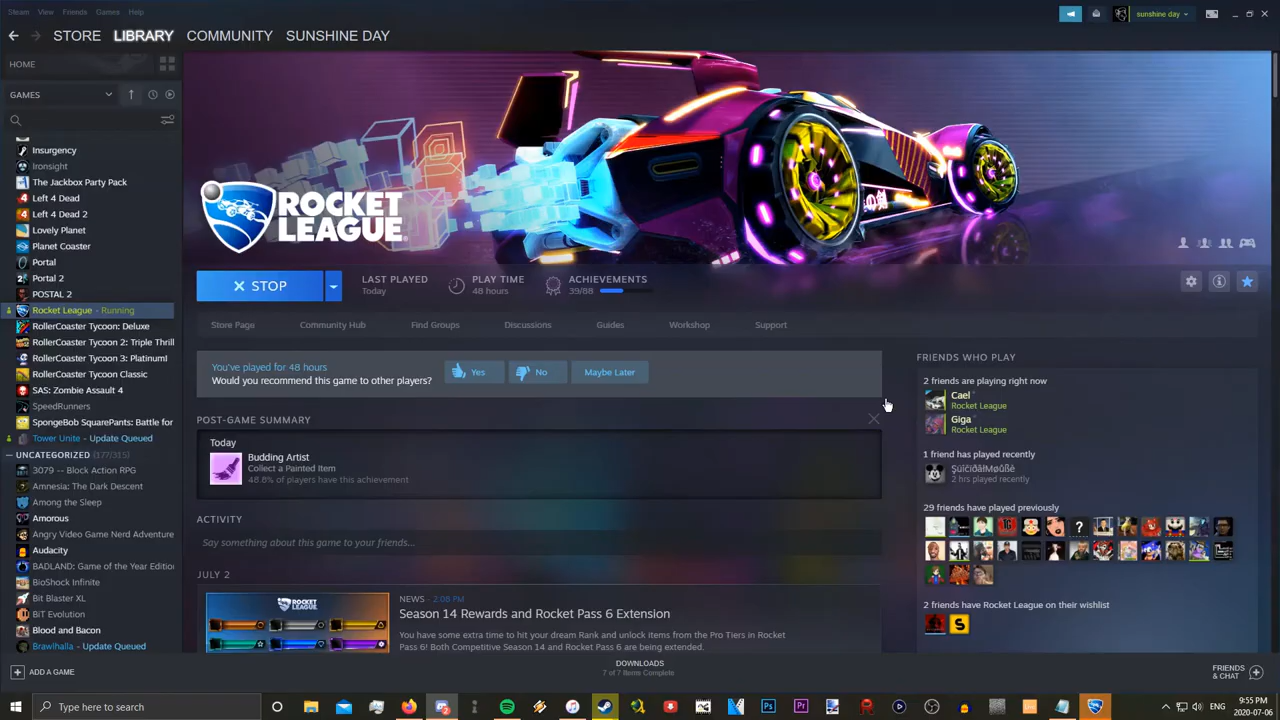 Steam View Friends Games Help
sunshine day
STORE LIBRARY COMMUNITY SUNSHINE DAY
HOME
GAMES
Insurgency
Ironsight
The Jackbox Party Pack
Left 4 Dead
Left 4 Dead 2
Lovely Planet
Planet Coaster
Portal
Portal 2
POSTAL 2
Rocket League - Running
RollerCoaster Tycoon: Deluxe
RollerCoaster Tycoon 2: Triple Thrill
RollerCoaster Tycoon 3: Platinum!
RollerCoaster Tycoon Classic
SAS: Zombie Assault 4
SpeedRunners
SpongeBob SquarePants: Battle for
Tower Unite - Update Queued
UNCATEGORIZED (177/315)
3079 -- Block Action RPG
Amnesia: The Dark Descent
Among the Sleep
Amorous
Angry Video Game Nerd Adventure
Audacity
BADLAND: Game of the Year Edition
BioShock Infinite
Bit Blaster XL
BiT Evolution
Blood and Bacon
Brawlhalla - Update Queued
ROCKET
LEAGUE
STOP
LAST PLAYED
Today
PLAY TIME
48 hours
ACHIEVEMENTS
39/88
Store Page Community Hub Find Groups Discussions Guides Workshop Support
You've played for 48 hours
Would you recommend this game to other players?
Yes No Maybe Later
POST-GAME SUMMARY
Today
Budding Artist
Collect a Painted Item
48.8% of players have this achievement
ACTIVITY
Say something about this game to your friends...
JULY 2
ROCKET LEAGUE
NEWS - 2:08 PM
Season 14 Rewards and Rocket Pass 6 Extension
You have some extra time to hit your dream Rank and unlock items from the Pro Tiers in Rocket
Pass 6! Both Competitive Season 14 and Rocket Pass 6 are being extended.
FRIENDS WHO PLAY
2 friends are playing right now
Cael
Rocket League
Giga
Rocket League
1 friend has played recently
2 hrs played recently
29 friends have played previously
?
2 friends have Rocket League on their wishlist
S
ADD A GAME
DOWNLOADS
7 of 7 Items Complete
FRIENDS
& CHAT
Type here to search
Ps
Pr
9:55 PM
2020-07-06